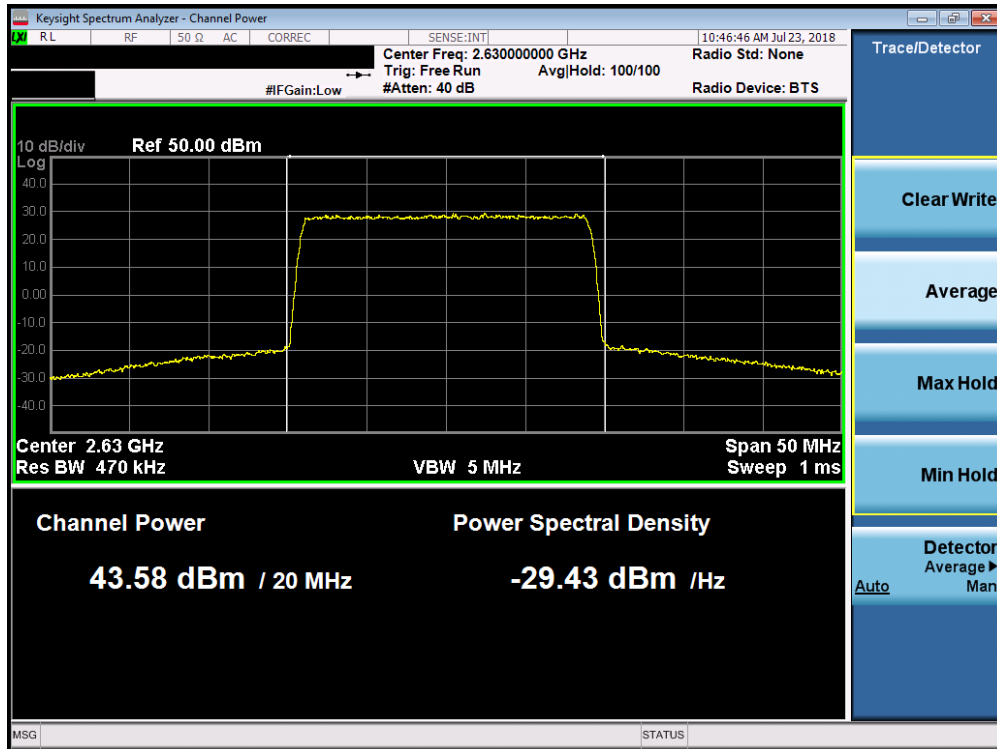 Keysight Spectrum Analyzer - Channel Power
LXI RL RF 50 Ω AC CORREC SENSE:INT 10:46:46 AM Jul 23, 2018
Center Freq: 2.630000000 GHz Radio Std: None
Trig: Free Run Avg|Hold: 100/100
#IFGain:Low #Atten: 40 dB Radio Device: BTS
Trace/Detector
10 dB/div Ref 50.00 dBm
Log
40.0
30.0
20.0
10.0
0.00
-10.0
-20.0
-30.0
-40.0
Center 2.63 GHz Span 50 MHz
Res BW 470 kHz VBW 5 MHz Sweep 1 ms
Channel Power Power Spectral Density
43.58 dBm / 20 MHz -29.43 dBm /Hz
Clear Write
Average
Max Hold
Min Hold
Detector
Average
Auto Man
MSG STATUS